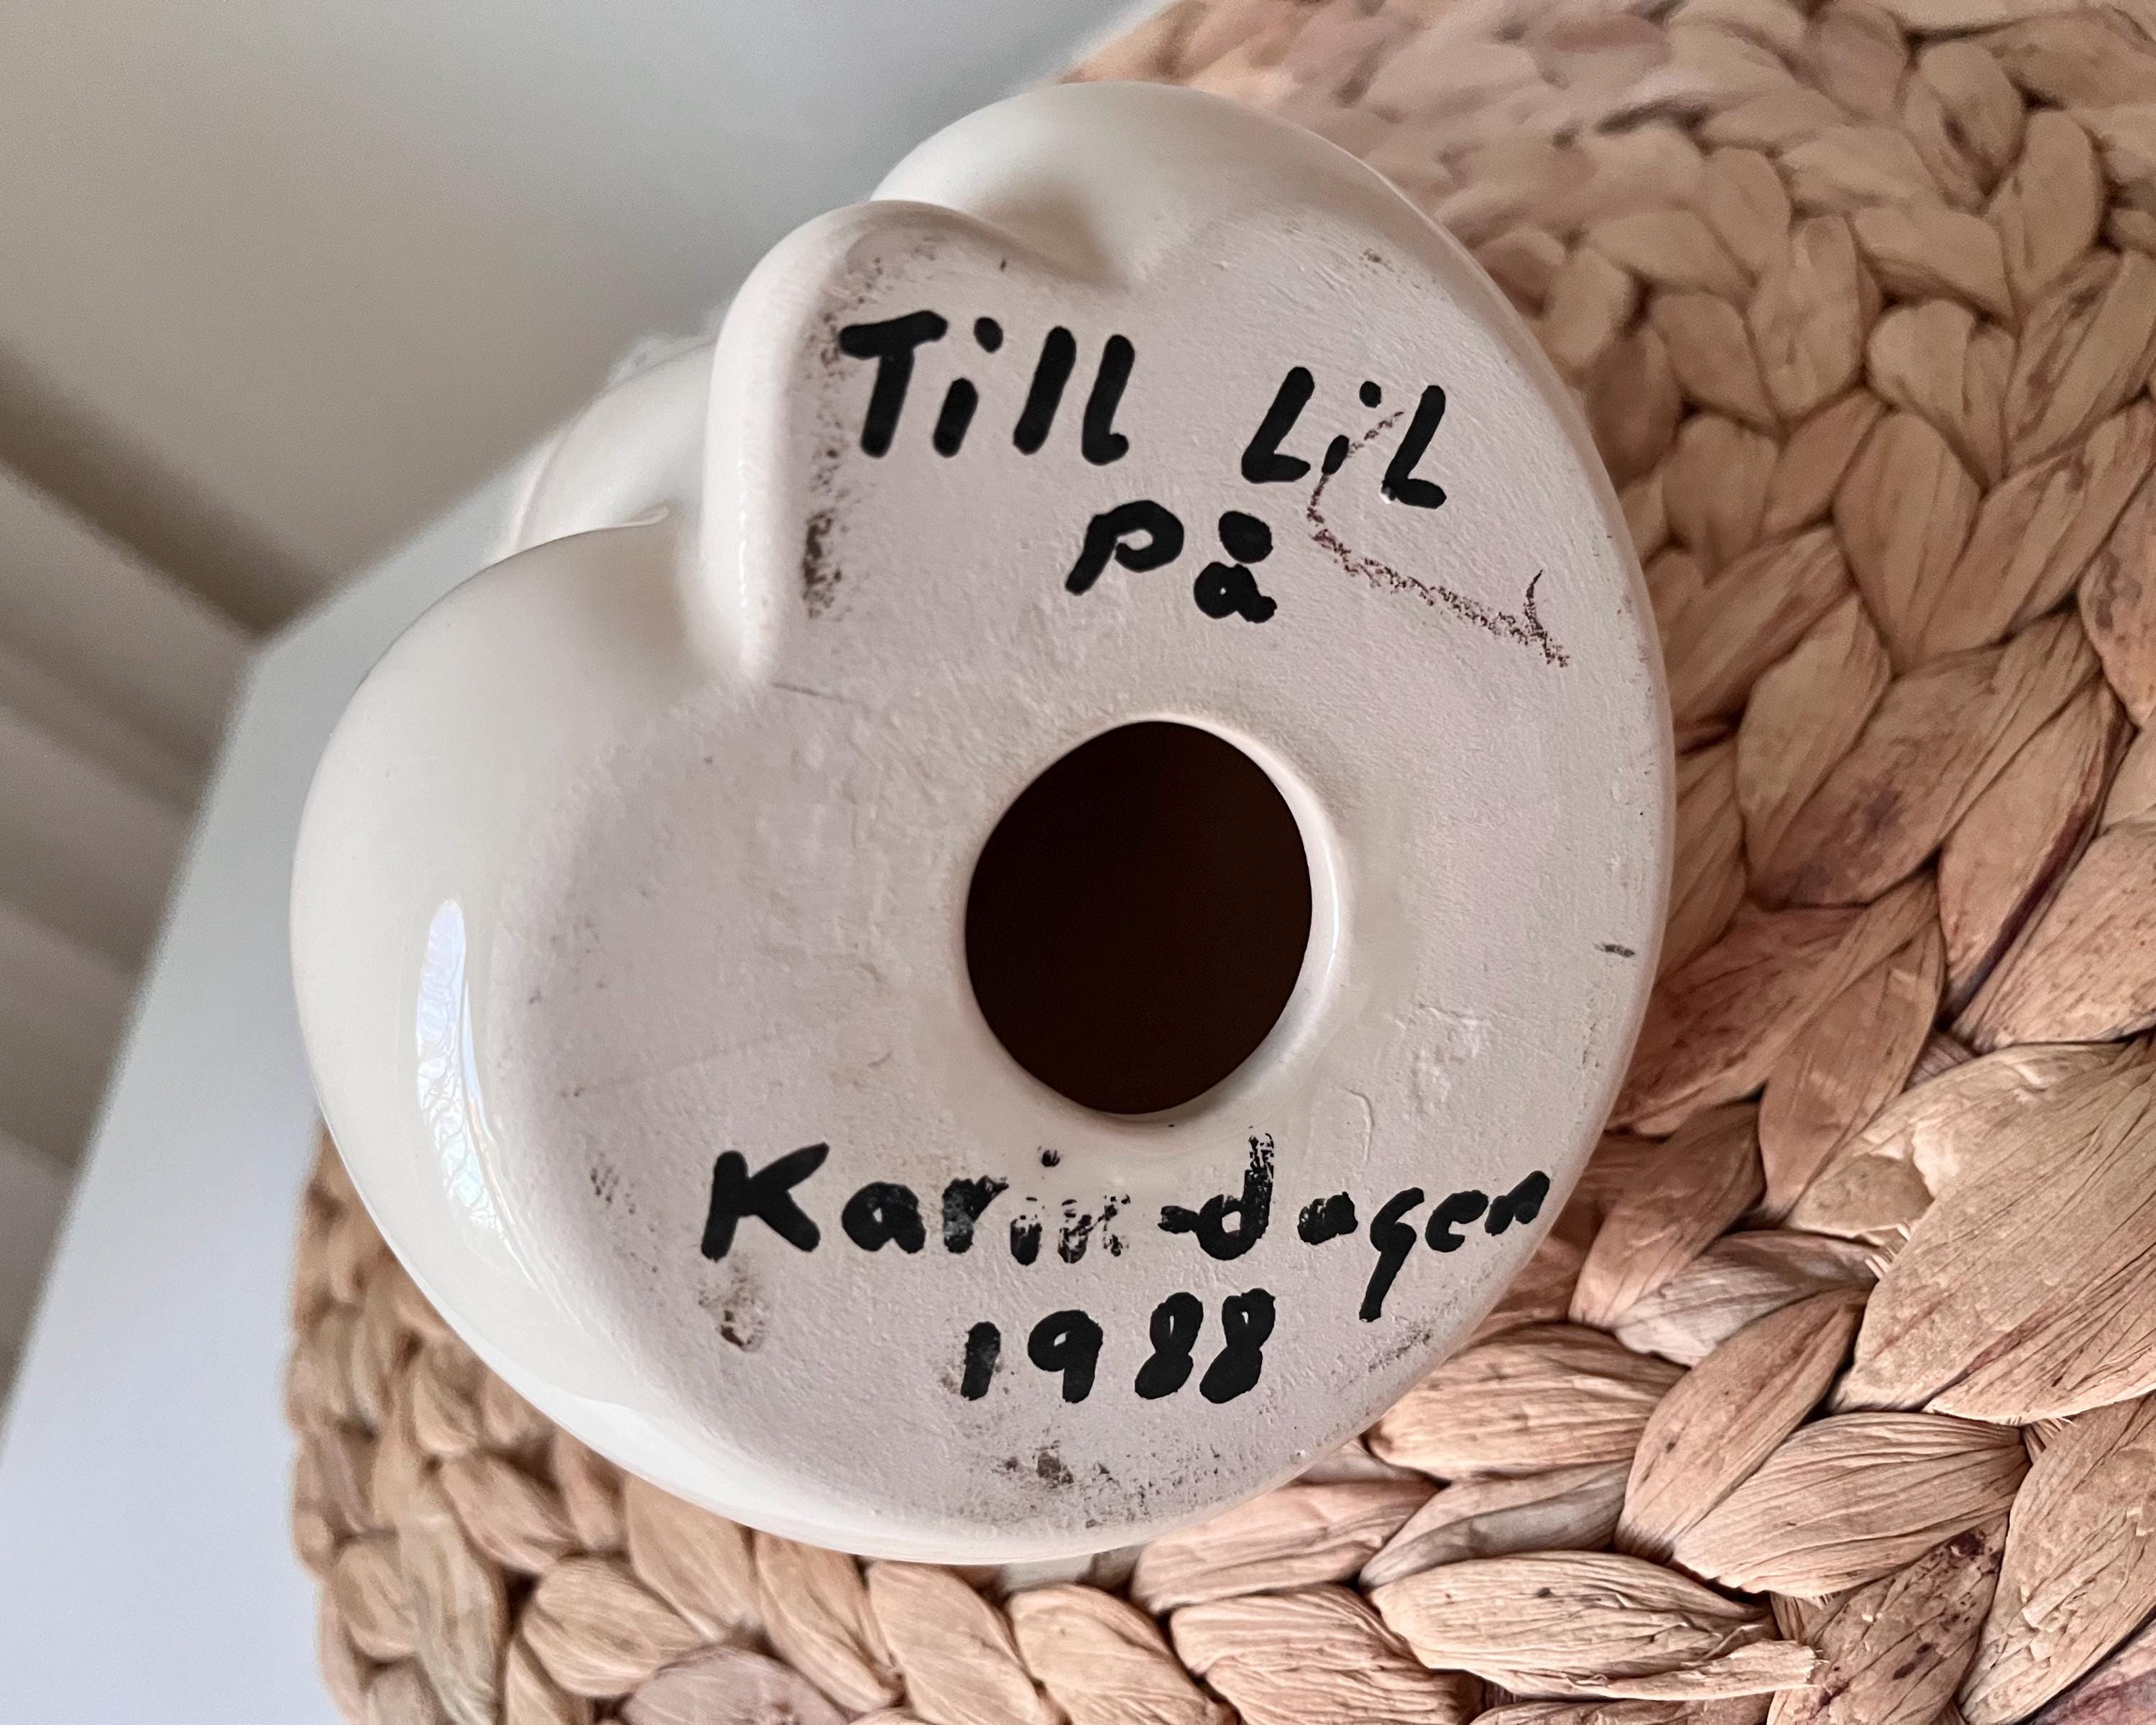 Till Lil
på
Karin-dagen
1988